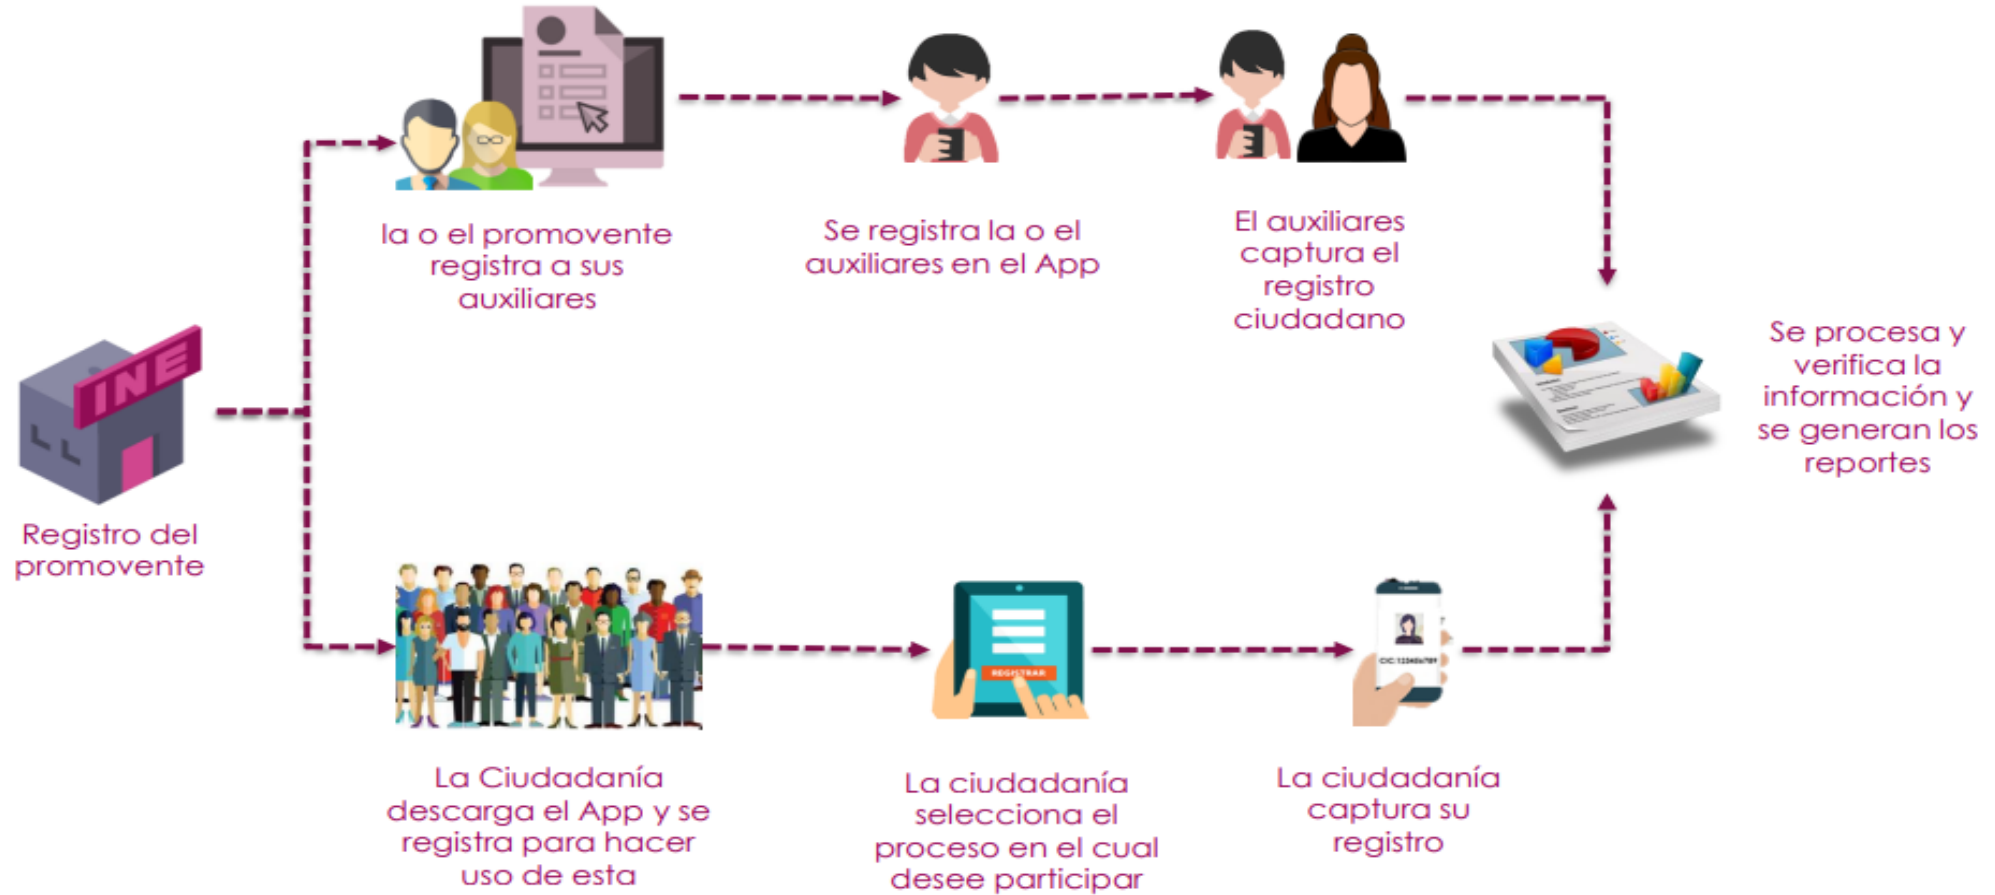 la o el promovente
registra a sus
auxiliares
Se registra la o el
auxiliares en el App
El auxiliares
captura el
registro
ciudadano
INE
Registro del
promovente
Se procesa y
verifica la
información y
se generan los
reportes
La Ciudadanía
descarga el App y se
registra para hacer
uso de esta
REGISTRAR
La ciudadanía
selecciona el
proceso en el cual
desee participar
La ciudadanía
captura su
registro